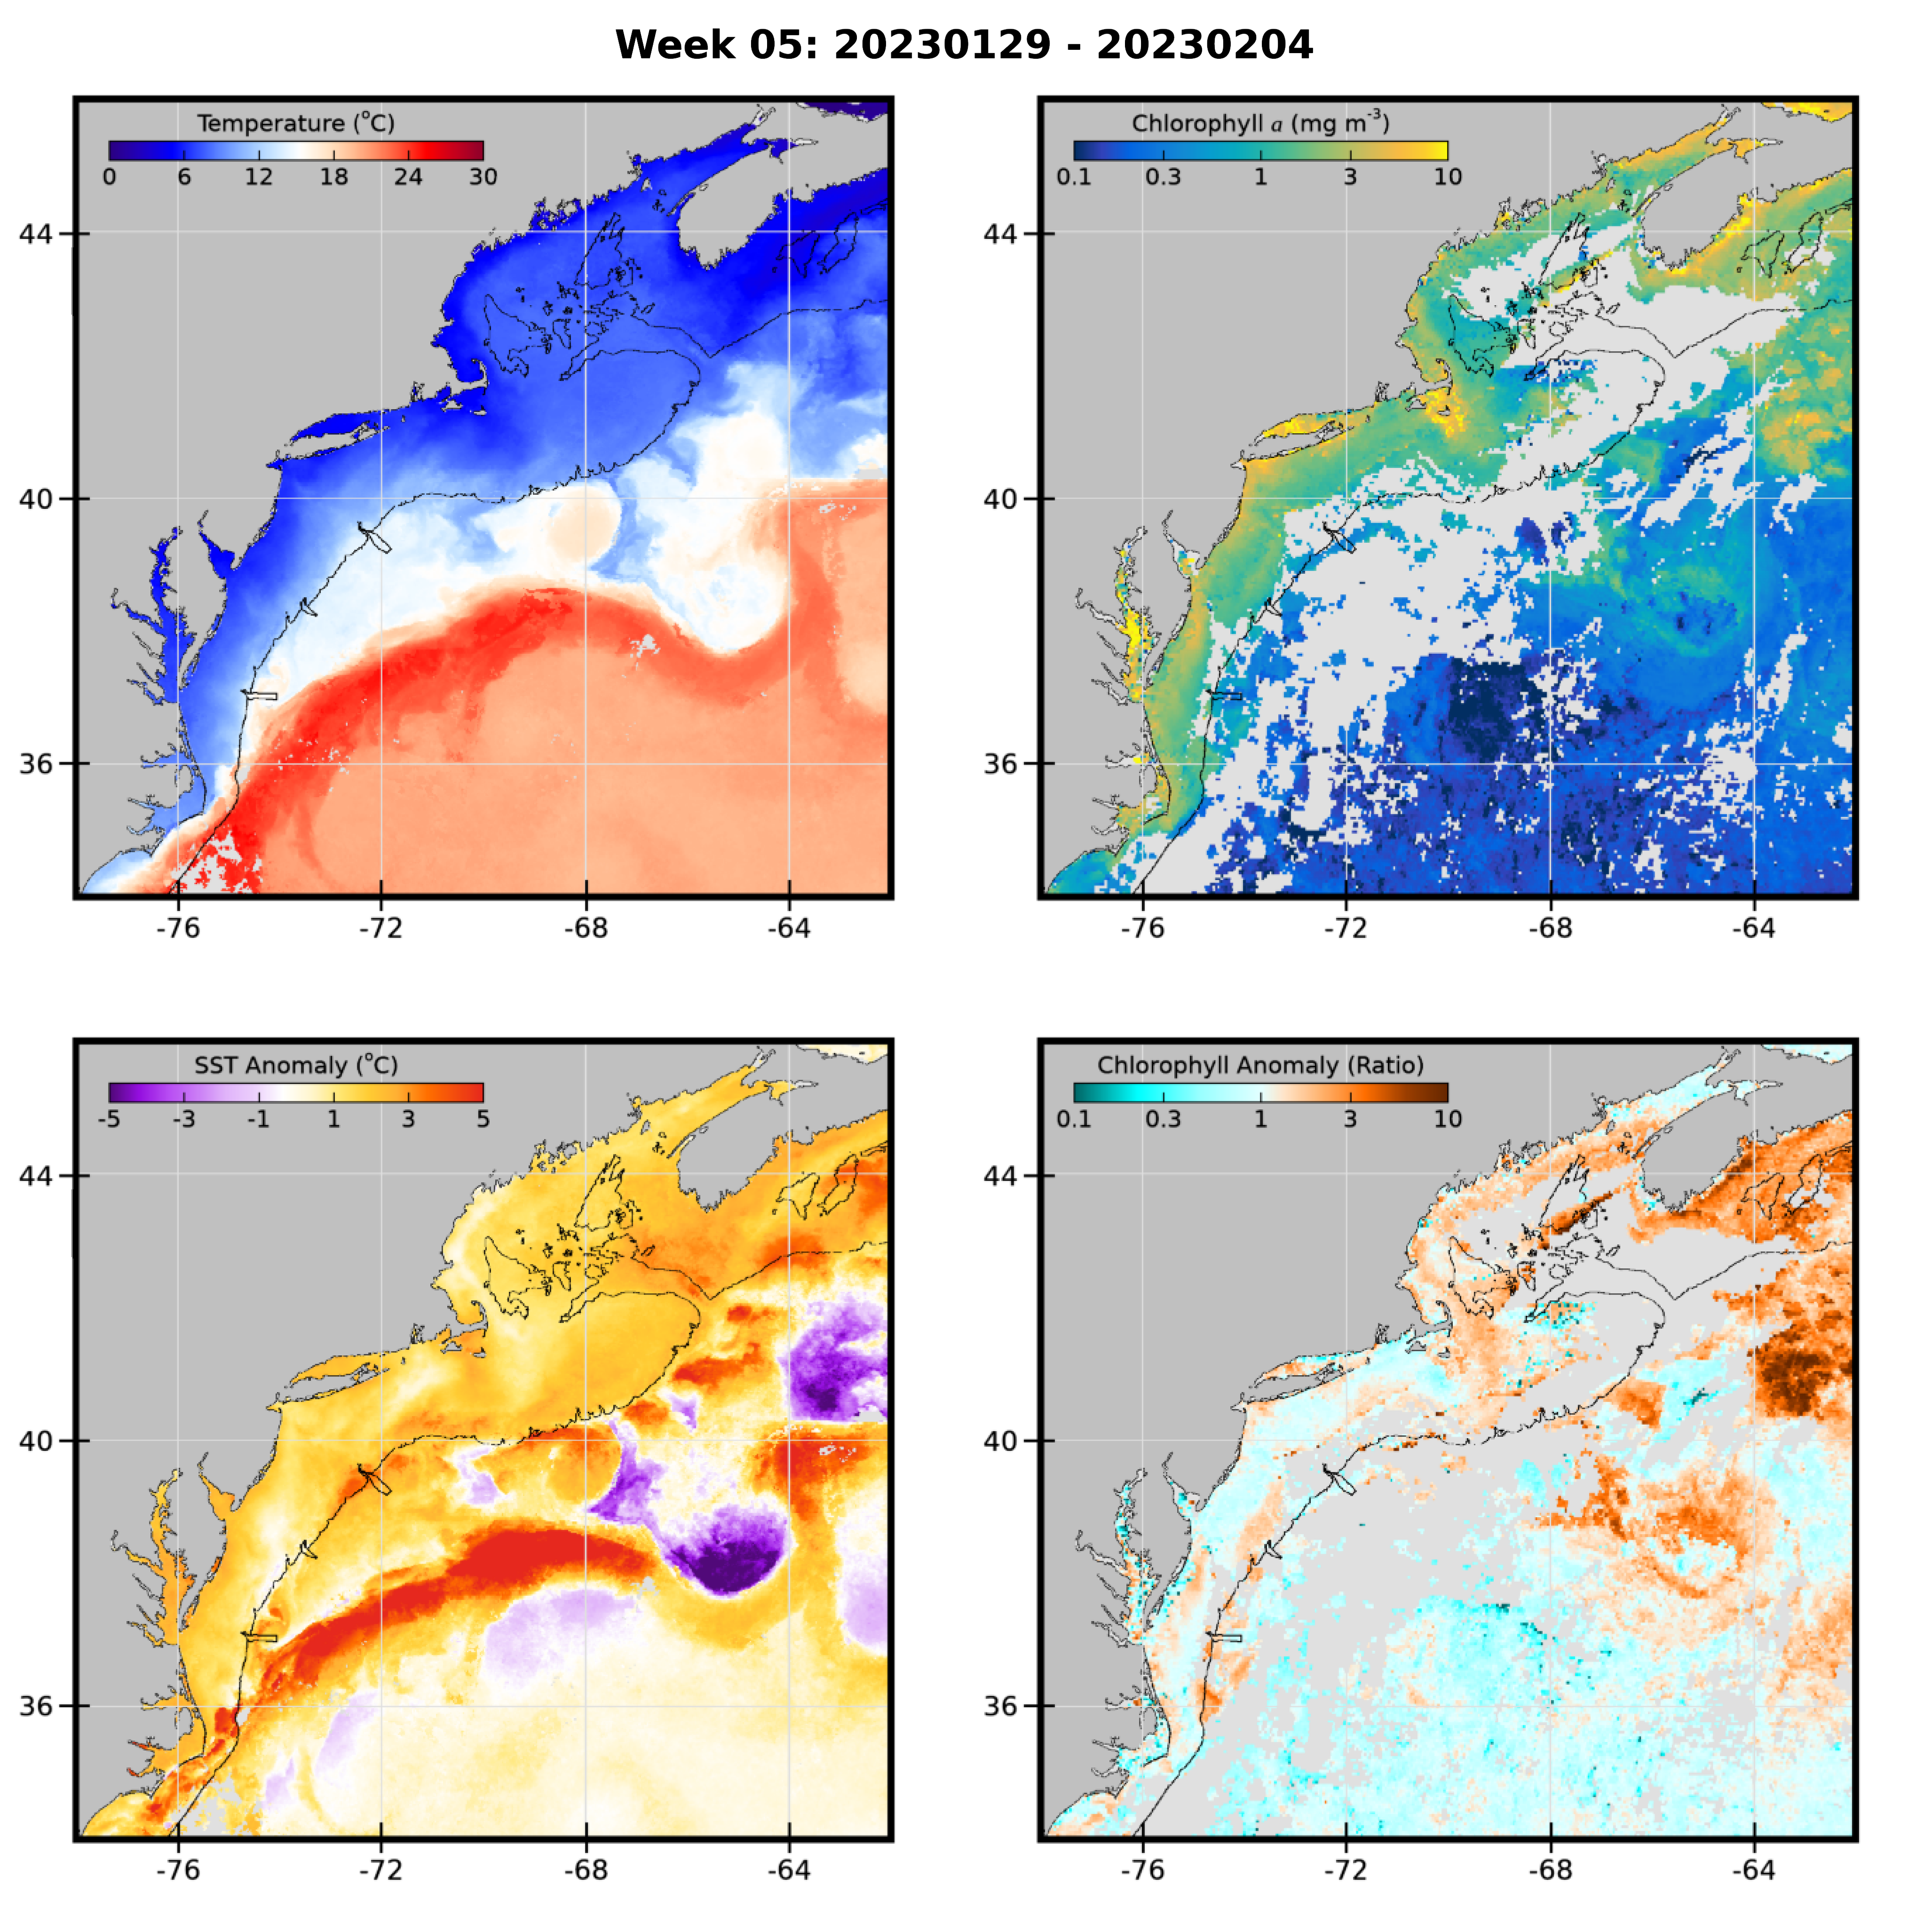 Week 05: 20230129 - 20230204
Temperature (°C)
0 6 12 18 24 30
44
40
36
-76 -72 -68 -64
Chlorophyll a (mg m⁻³)
0.1 0.3 1 3 10
44
40
36
-76 -72 -68 -64
SST Anomaly (°C)
-5 -3 -1 1 3 5
44
40
36
-76 -72 -68 -64
Chlorophyll Anomaly (Ratio)
0.1 0.3 1 3 10
44
40
36
-76 -72 -68 -64